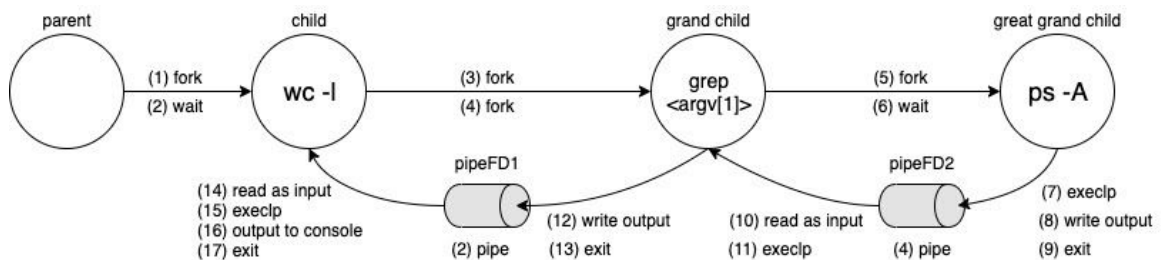 parent
child
grand child
great grand child
(1) fork
(2) wait
wc -l
(3) fork
(4) fork
grep
<argv[1]>
(5) fork
(6) wait
ps -A
pipeFD1
pipeFD2
(14) read as input
(15) execlp
(16) output to console
(17) exit
(2) pipe
(12) write output
(13) exit
(10) read as input
(11) execlp
(4) pipe
(7) execlp
(8) write output
(9) exit